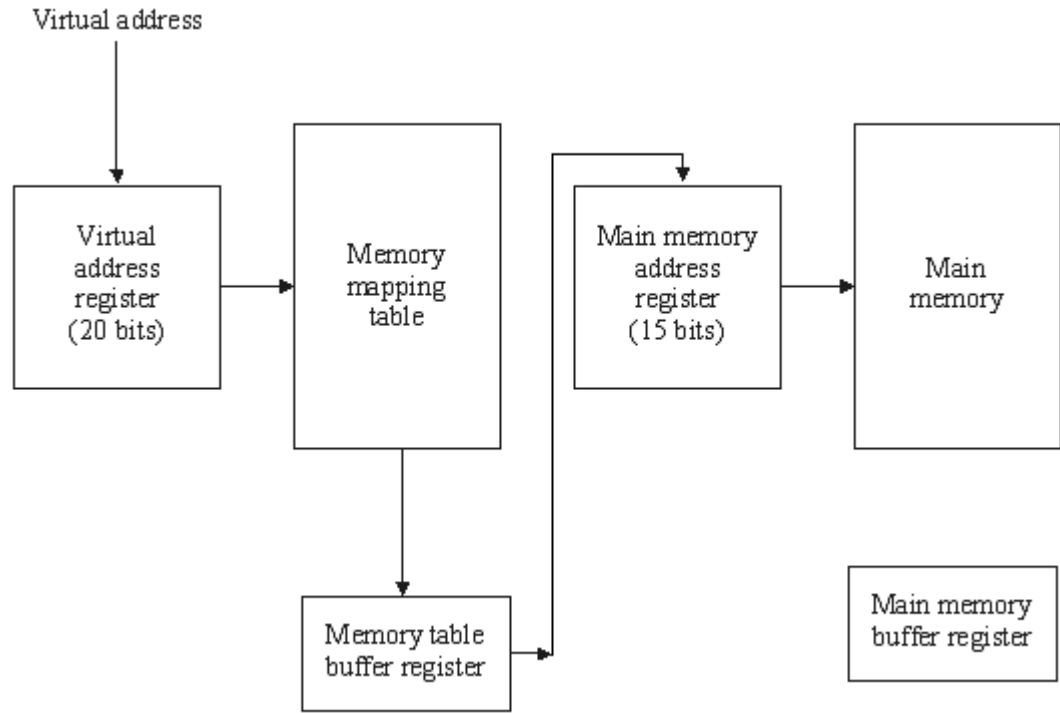 Virtual address
Virtual
address
register
(20 bits)
Memory
mapping
table
Main memory
address
register
(15 bits)
Main
memory
Memory table
buffer register
Main memory
buffer register